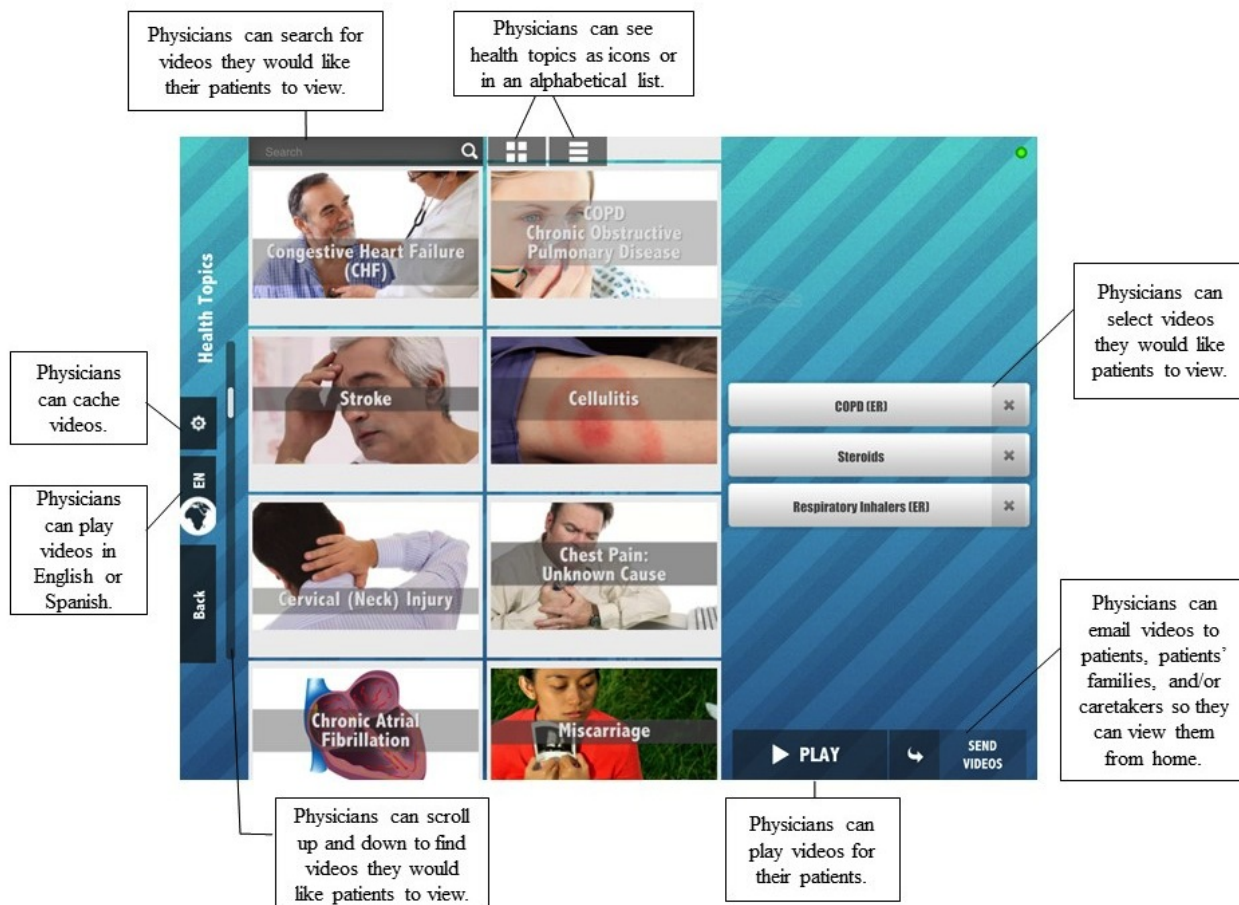 Physicians can search for
videos they would like
their patients to view.
Physicians can see
health topics as icons or
in an alphabetical list.
Search
Health Topics
EN
Back
Congestive Heart Failure
(CHF)
COPD
Chronic Obstructive
Pulmonary Disease
Stroke
Cellulitis
Cervical (Neck) Injury
Chest Pain:
Unknown Cause
Chronic Atrial
Fibrillation
Miscarriage
COPD (ER)
Steroids
Respiratory Inhalers (ER)
PLAY
SEND
VIDEOS
Physicians
can cache
videos.
Physicians
can play
videos in
English or
Spanish.
Physicians can
select videos
they would like
patients to view.
Physicians can
email videos to
patients, patients’
families, and/or
caretakers so they
can view them
from home.
Physicians can scroll
up and down to find
videos they would
like patients to view.
Physicians can
play videos for
their patients.